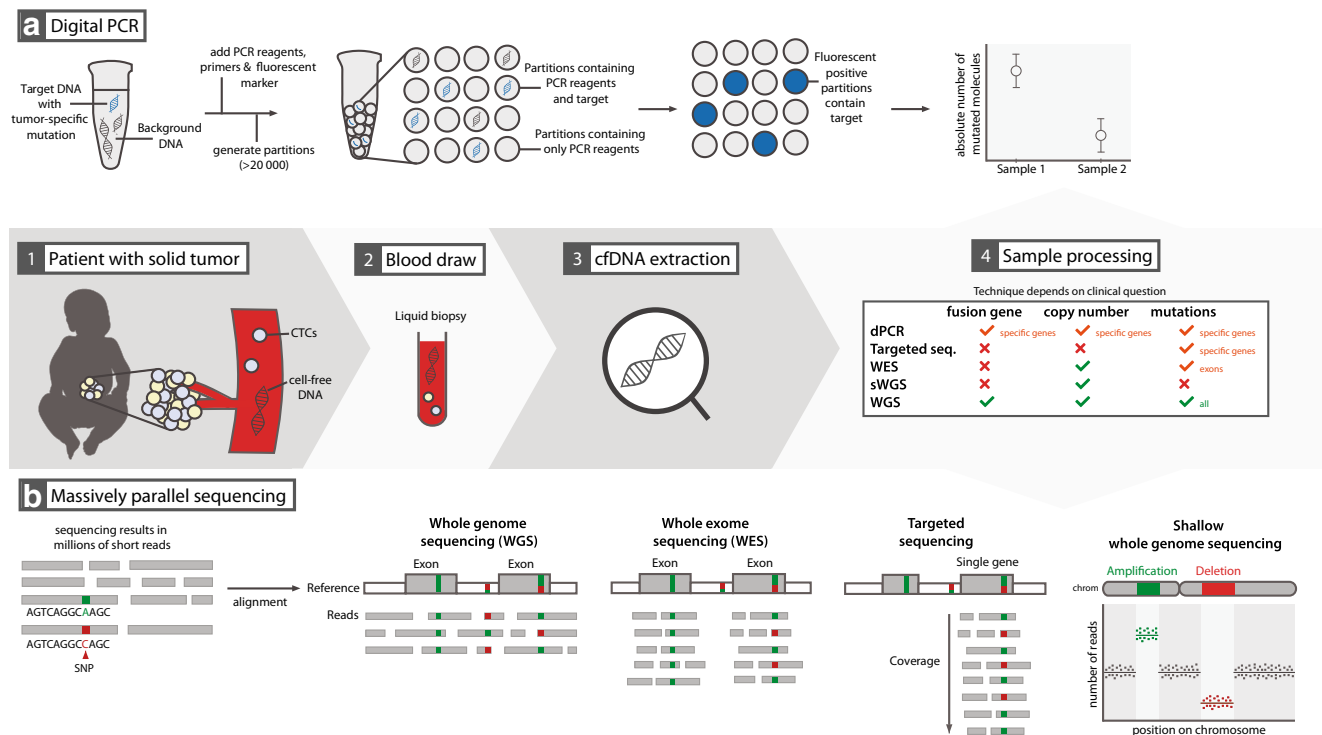 a Digital PCR
add PCR reagents,
primers & fluorescent
marker
Target DNA
with
tumor-specific
mutation
Background
DNA
generate partitions
(>20 000)
Partitions containing
PCR reagents
and target
Partitions containing
only PCR reagents
Fluorescent
positive
partitions
contain
target
absolute number of
mutated molecules
Sample 1
Sample 2
1 Patient with solid tumor
CTCs
cell-free
DNA
2 Blood draw
Liquid biopsy
3 cfDNA extraction
4 Sample processing
Technique depends on clinical question
fusion gene copy number mutations
dPCR specific genes specific genes specific genes
Targeted seq. specific genes
WES exons
sWGS
WGS all
b Massively parallel sequencing
sequencing results in
millions of short reads
AGTCAGGCAAGC
AGTCAGGCCAGC
SNP
alignment
Whole genome
sequencing (WGS)
Exon Exon
Reference
Reads
Whole exome
sequencing (WES)
Exon Exon
Targeted
sequencing
Single gene
Coverage
Shallow
whole genome sequencing
Amplification Deletion
chrom
number of reads
position on chromosome